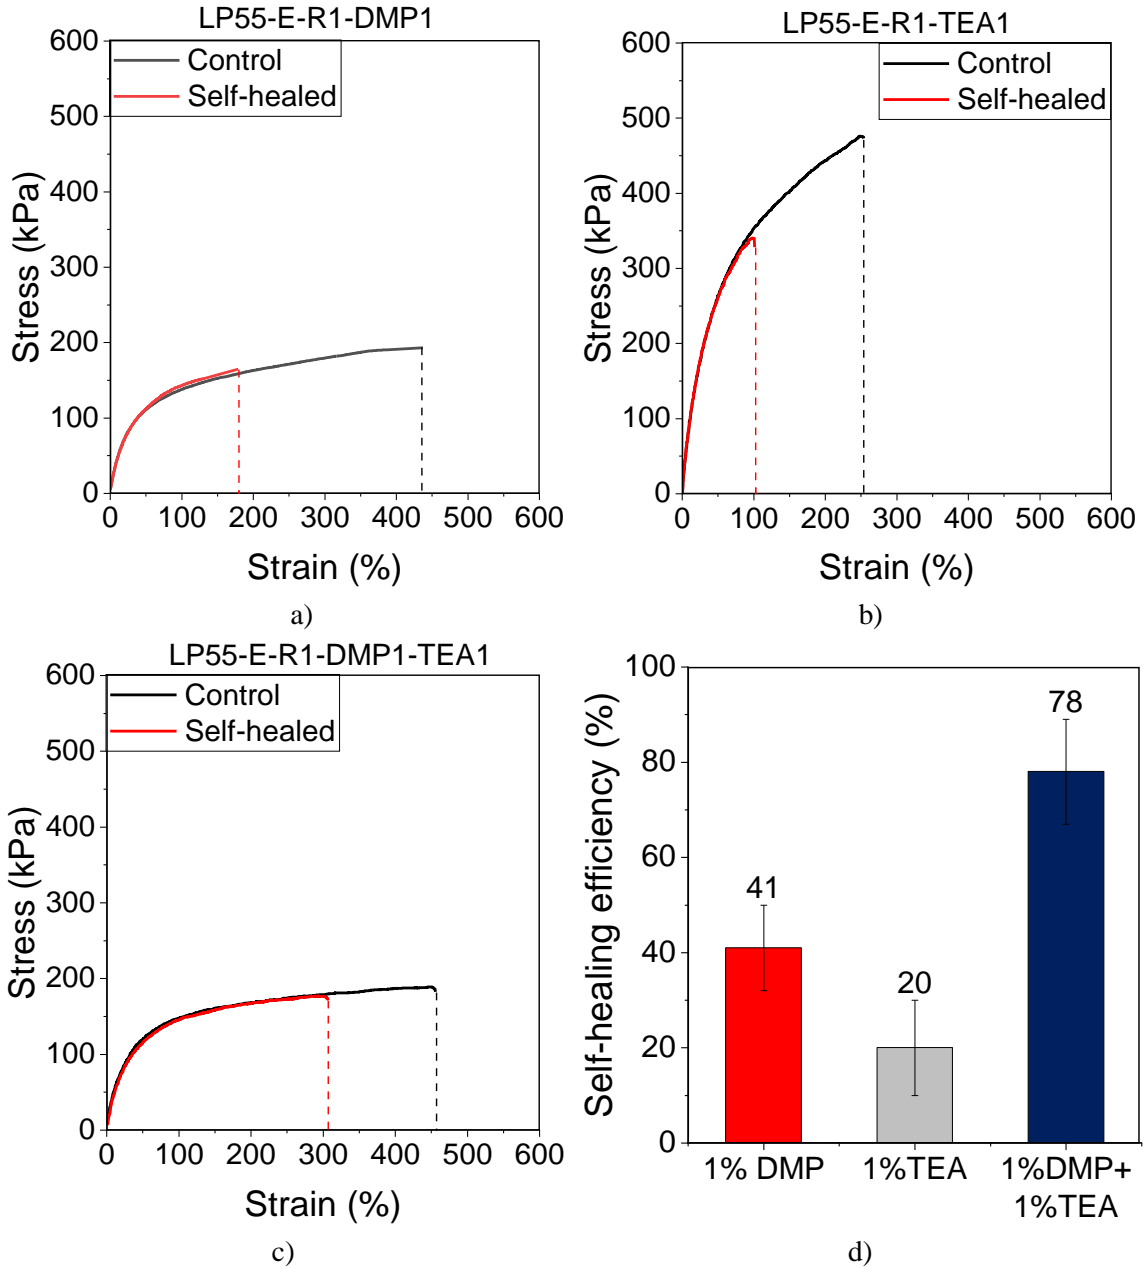 LP55-E-R1-DMP1
600
500
400
300
200
100
0
Stress (kPa)
Control
Self-healed
0 100 200 300 400 500 600
Strain (%)
a)
LP55-E-R1-TEA1
600
500
400
300
200
100
0
Stress (kPa)
Control
Self-healed
0 100 200 300 400 500 600
Strain (%)
b)
LP55-E-R1-DMP1-TEA1
600
500
400
300
200
100
0
Stress (kPa)
Control
Self-healed
0 100 200 300 400 500 600
Strain (%)
c)
100
80
60
40
20
0
Self-healing efficiency (%)
41
20
78
1% DMP 1%TEA 1%DMP+
1%TEA
d)